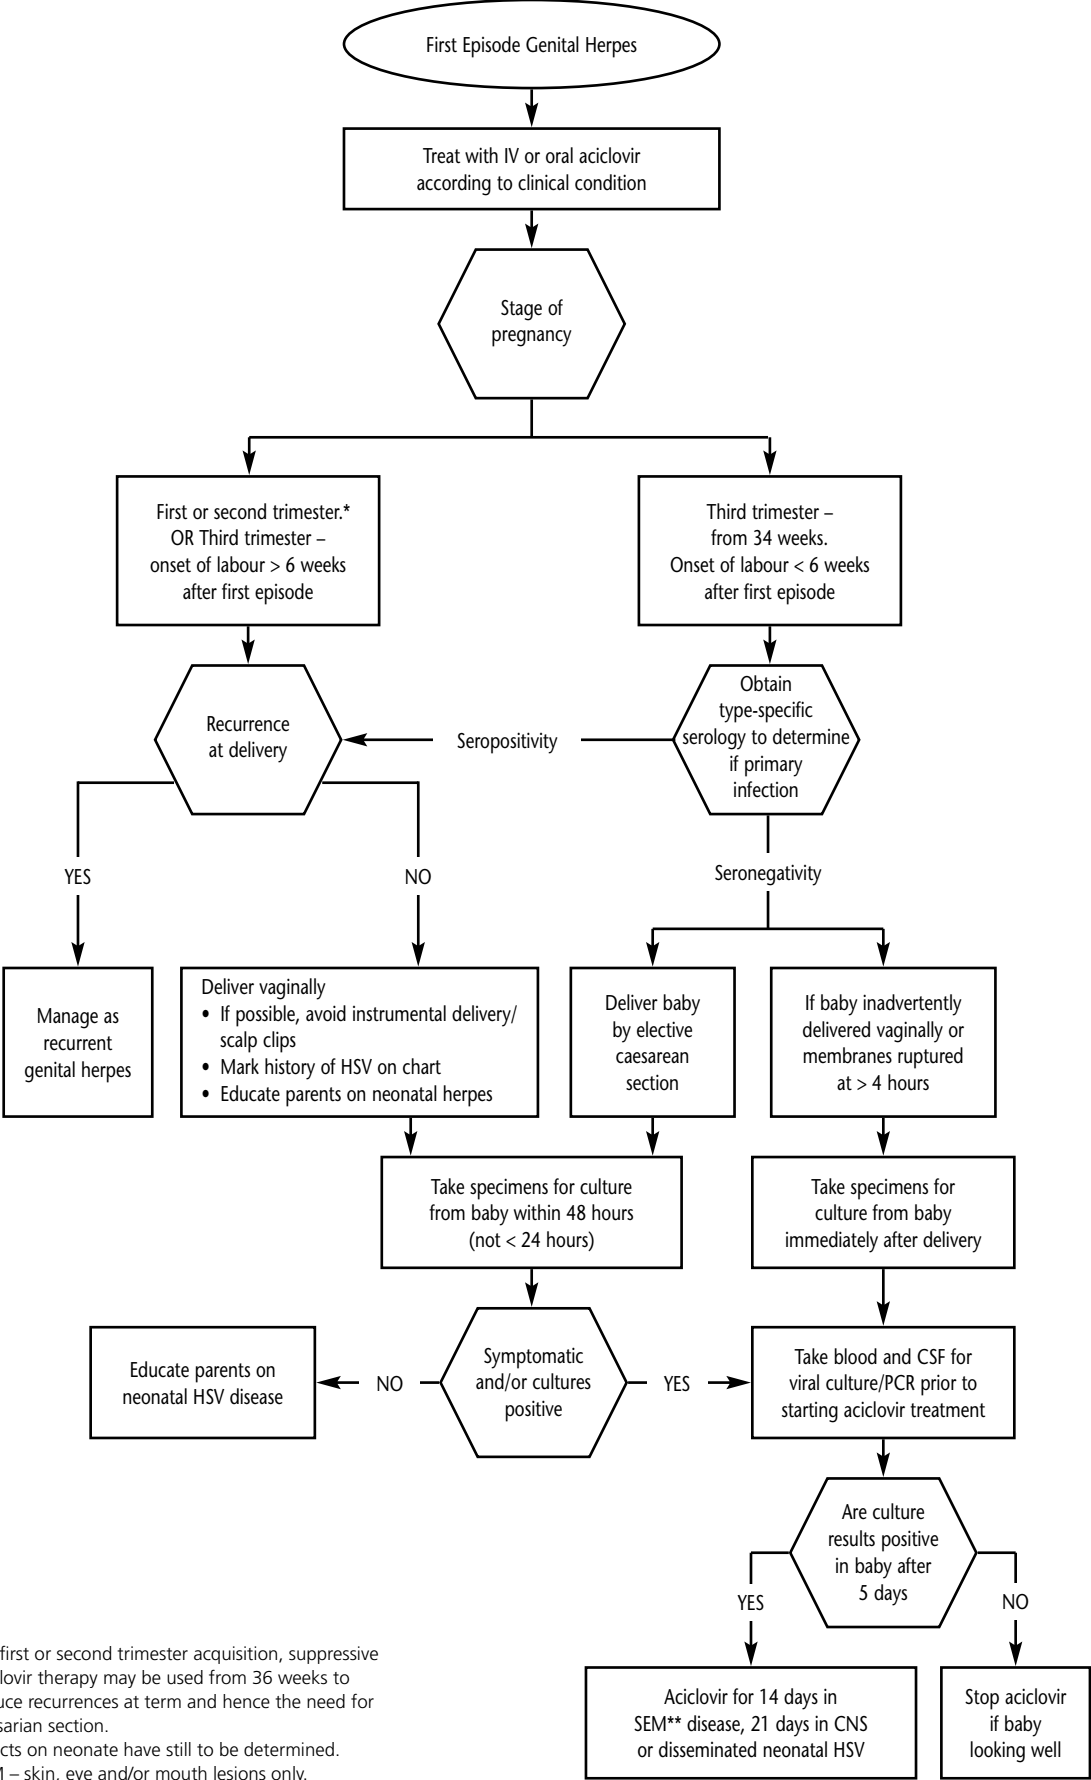 First Episode Genital Herpes
Treat with IV or oral aciclovir
according to clinical condition
Stage of
pregnancy
First or second trimester.*
OR Third trimester –
onset of labour > 6 weeks
after first episode
Third trimester –
from 34 weeks.
Onset of labour < 6 weeks
after first episode
Recurrence
at delivery
Seropositivity
Obtain
type-specific
serology to determine
if primary
infection
YES
NO
Seronegativity
Manage as
recurrent
genital herpes
Deliver vaginally
• If possible, avoid instrumental delivery/
scalp clips
• Mark history of HSV on chart
• Educate parents on neonatal herpes
Deliver baby
by elective
caesarean
section
If baby inadvertently
delivered vaginally or
membranes ruptured
at > 4 hours
Take specimens for culture
from baby within 48 hours
(not < 24 hours)
Take specimens for
culture from baby
immediately after delivery
Educate parents on
neonatal HSV disease
NO
Symptomatic
and/or cultures
positive
YES
Take blood and CSF for
viral culture/PCR prior to
starting aciclovir treatment
Are culture
results positive
in baby after
5 days
YES
NO
Aciclovir for 14 days in
SEM** disease, 21 days in CNS
or disseminated neonatal HSV
Stop aciclovir
if baby
looking well
first or second trimester acquisition, suppressive
lovir therapy may be used from 36 weeks to
uce recurrences at term and hence the need for
sarian section.
cts on neonate have still to be determined.
– skin, eye and/or mouth lesions only.